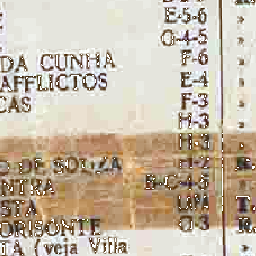 E-5-6 »
O-4-5 »
DA CUNHA F-6 »
AFFLICTOS E-4 »
CAS F-3 »
H-3 »
H-3 »
O DE SOUZA H-2 R.
NTRA B-C-4-5 »
STA T.
ORISONTE O-3 R.
TA (veja Villa »